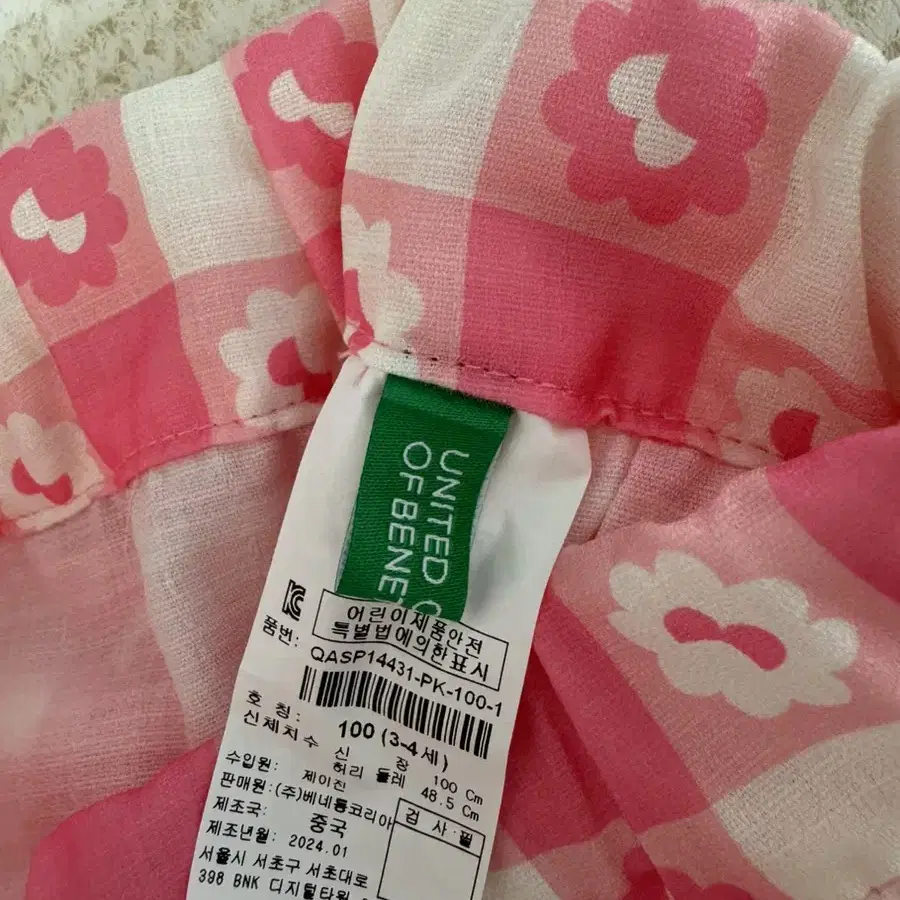 UNITED C
OF BENE
어린이제품안전
특별법에의한표시
품번:
QASP14431-PK-100-1
호 칭: 100 (3-4세)
신체치수 신 장 100 Cm
허리 둘레 48.5 Cm
수입원: 제이진
판매원:(주)베네통코리아
제조국: 중국
제조년월: 2024.01
서울시 서초구 서초대로
398 BNK 디지털타워
검 사:필